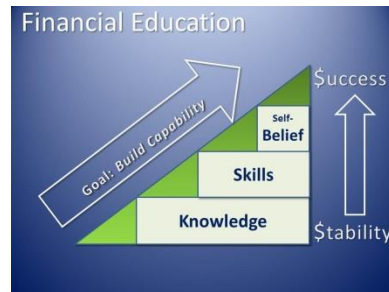 Financial Education
$uccess
Goal: Build Capability
Self-
Belief
Skills
Knowledge
$tability